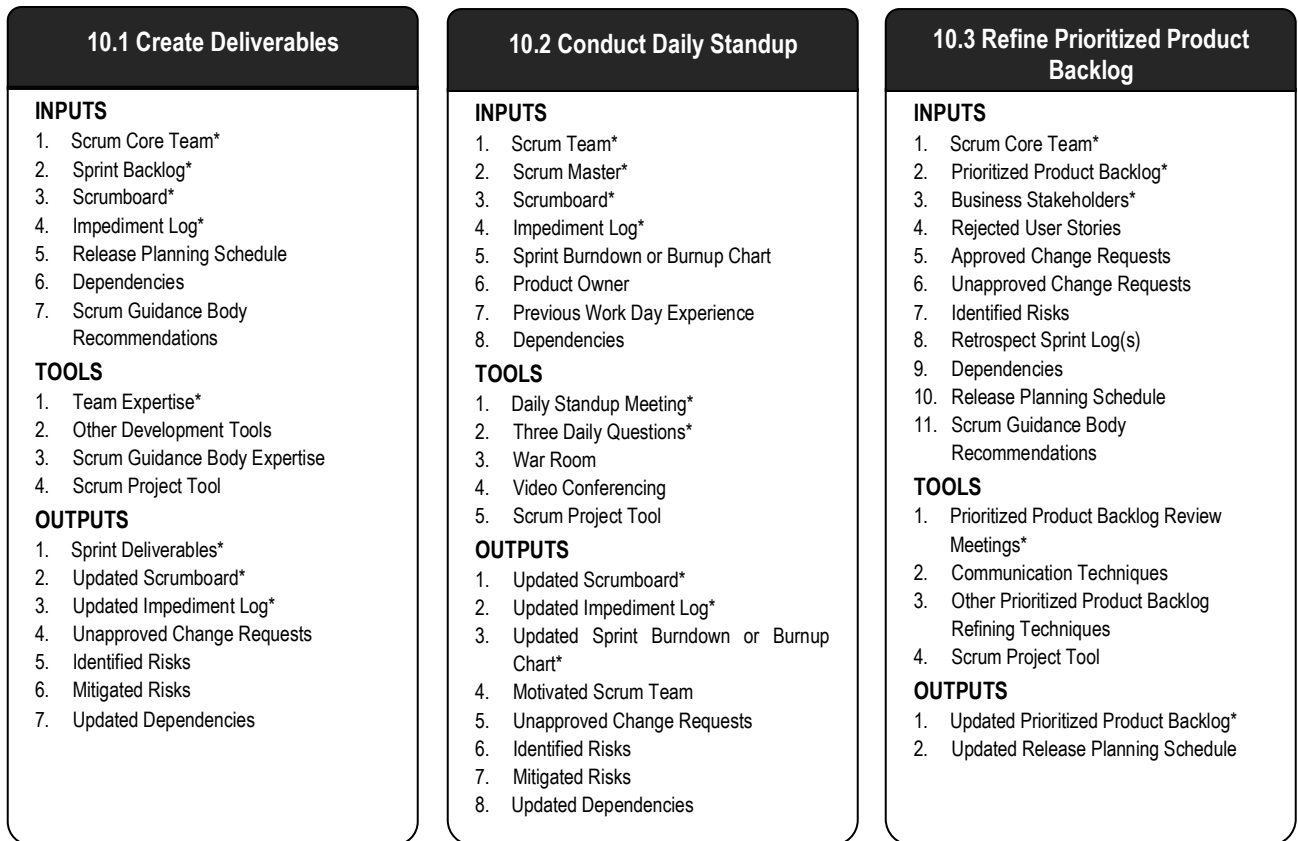 10.1 Create Deliverables
INPUTS
1. Scrum Core Team*
2. Sprint Backlog*
3. Scrumboard*
4. Impediment Log*
5. Release Planning Schedule
6. Dependencies
7. Scrum Guidance Body
Recommendations
TOOLS
1. Team Expertise*
2. Other Development Tools
3. Scrum Guidance Body Expertise
4. Scrum Project Tool
OUTPUTS
1. Sprint Deliverables*
2. Updated Scrumboard*
3. Updated Impediment Log*
4. Unapproved Change Requests
5. Identified Risks
6. Mitigated Risks
7. Updated Dependencies
10.2 Conduct Daily Standup
INPUTS
1. Scrum Team*
2. Scrum Master*
3. Scrumboard*
4. Impediment Log*
5. Sprint Burndown or Burnup Chart
6. Product Owner
7. Previous Work Day Experience
8. Dependencies
TOOLS
1. Daily Standup Meeting*
2. Three Daily Questions*
3. War Room
4. Video Conferencing
5. Scrum Project Tool
OUTPUTS
1. Updated Scrumboard*
2. Updated Impediment Log*
3. Updated Sprint Burndown or Burnup
Chart*
4. Motivated Scrum Team
5. Unapproved Change Requests
6. Identified Risks
7. Mitigated Risks
8. Updated Dependencies
10.3 Refine Prioritized Product
Backlog
INPUTS
1. Scrum Core Team*
2. Prioritized Product Backlog*
3. Business Stakeholders*
4. Rejected User Stories
5. Approved Change Requests
6. Unapproved Change Requests
7. Identified Risks
8. Retrospect Sprint Log(s)
9. Dependencies
10. Release Planning Schedule
11. Scrum Guidance Body
Recommendations
TOOLS
1. Prioritized Product Backlog Review
Meetings*
2. Communication Techniques
3. Other Prioritized Product Backlog
Refining Techniques
4. Scrum Project Tool
OUTPUTS
1. Updated Prioritized Product Backlog*
2. Updated Release Planning Schedule